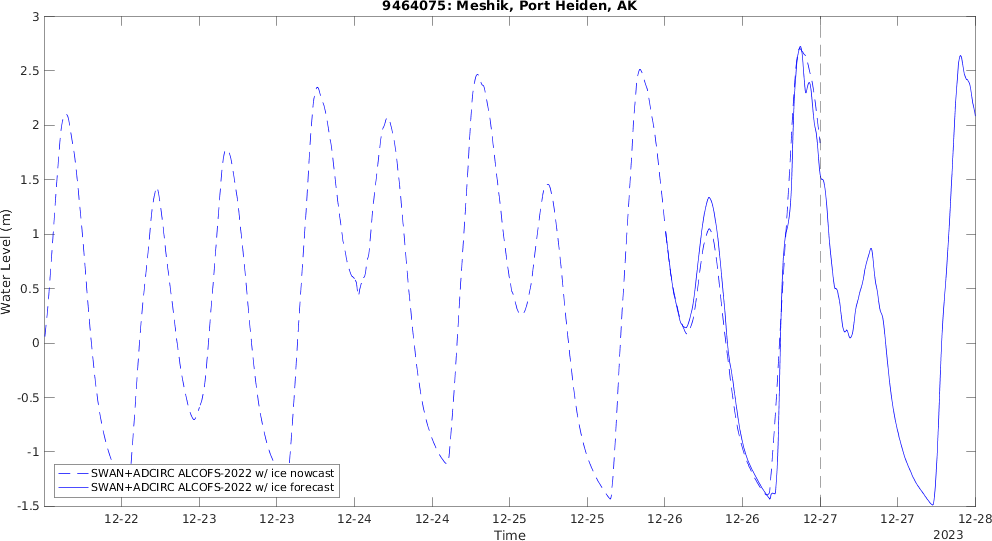 9464075: Meshik, Port Heiden, AK
3
2.5
2
1.5
1
0.5
0
-0.5
-1
-1.5
Water Level (m)
SWAN+ADCIRC ALCOFS-2022 w/ ice nowcast
SWAN+ADCIRC ALCOFS-2022 w/ ice forecast
12-22 12-23 12-23 12-24 12-24 12-25 12-25 12-26 12-26 12-27 12-27 12-28
Time
2023